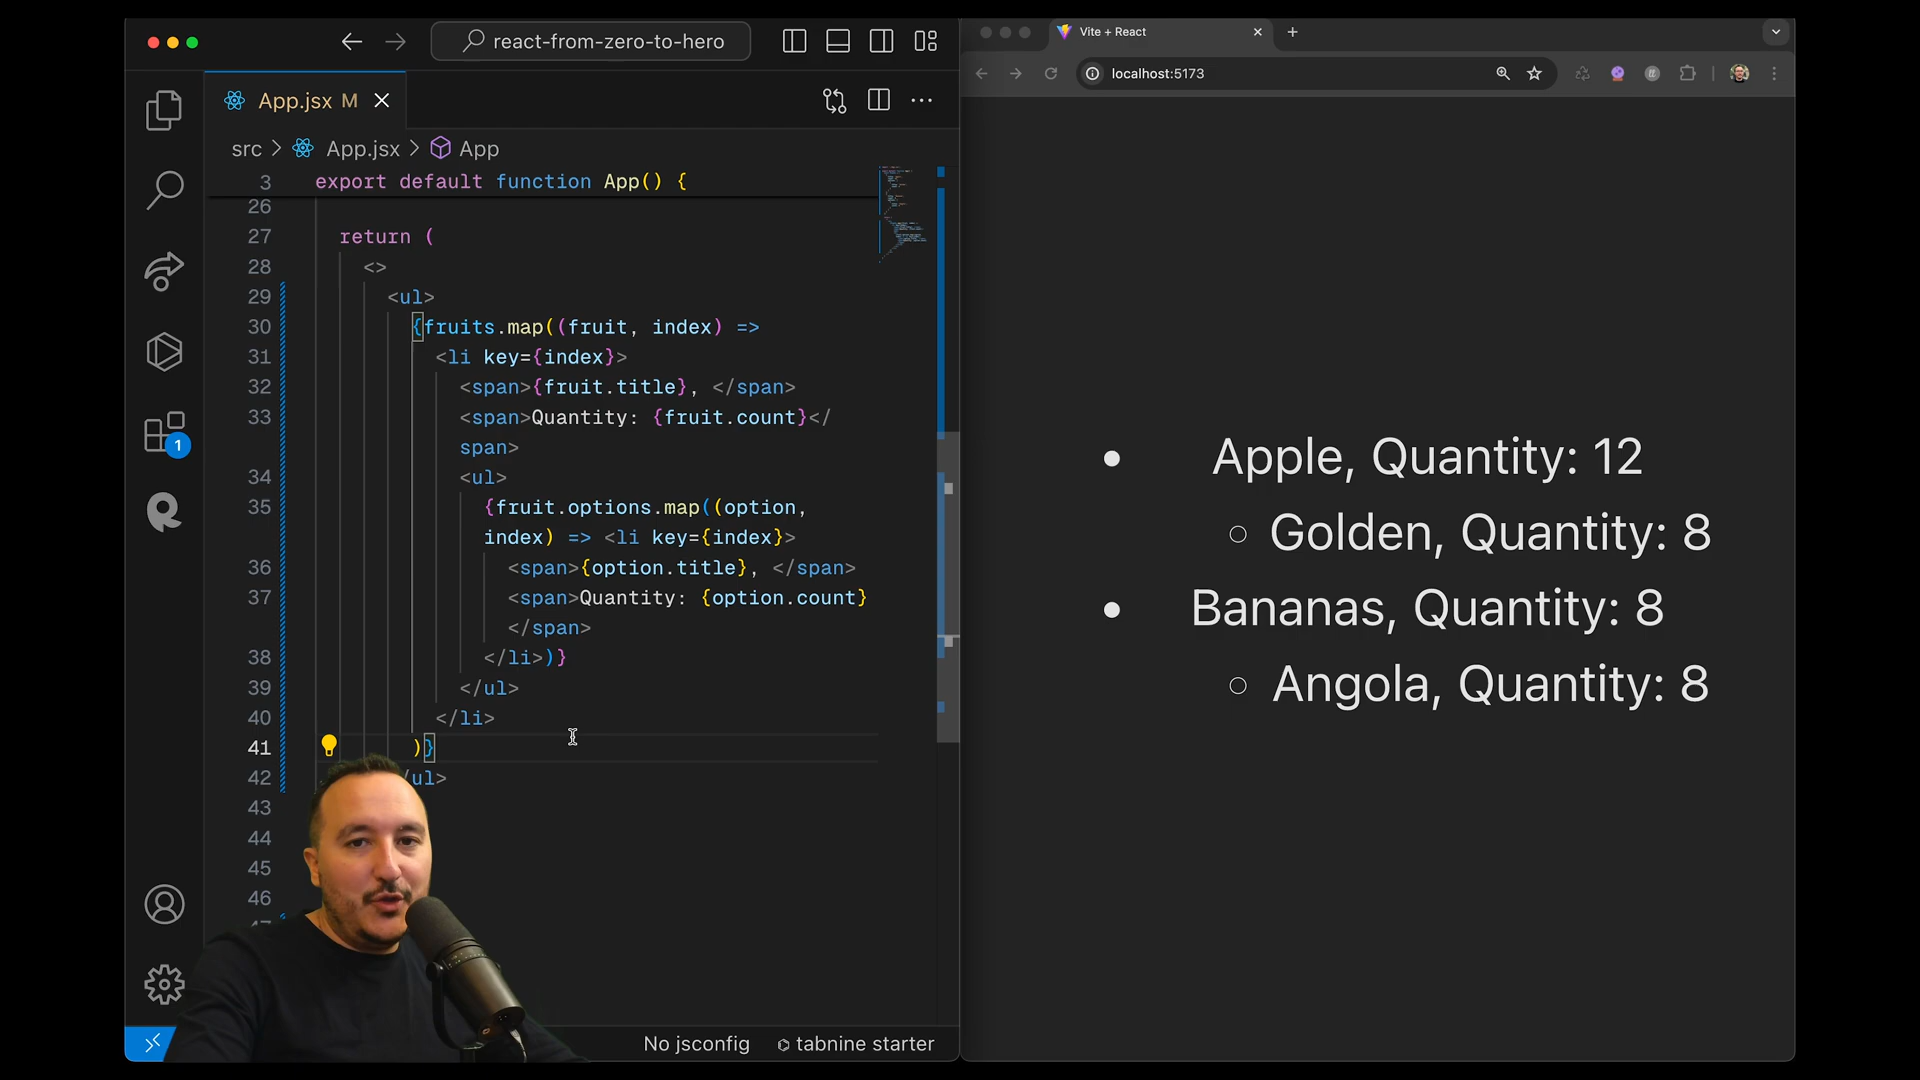 react-from-zero-to-hero
App.jsx M
src > App.jsx > App
3 export default function App() {
26
27 return (
28 <>
29 <ul>
30 {fruits.map((fruit, index) =>
31 <li key={index}>
32 <span>{fruit.title}, </span>
33 <span>Quantity: {fruit.count}</
span>
34 <ul>
35 {fruit.options.map((option,
index) => <li key={index}>
36 <span>{option.title}, </span>
37 <span>Quantity: {option.count}
</span>
38 </li>)}
39 </ul>
40 </li>
41 )}
42 /ul>
43
44
45
46
1
No jsconfig
tabnine starter
Vite + React
localhost:5173
Apple, Quantity: 12
Golden, Quantity: 8
Bananas, Quantity: 8
Angola, Quantity: 8